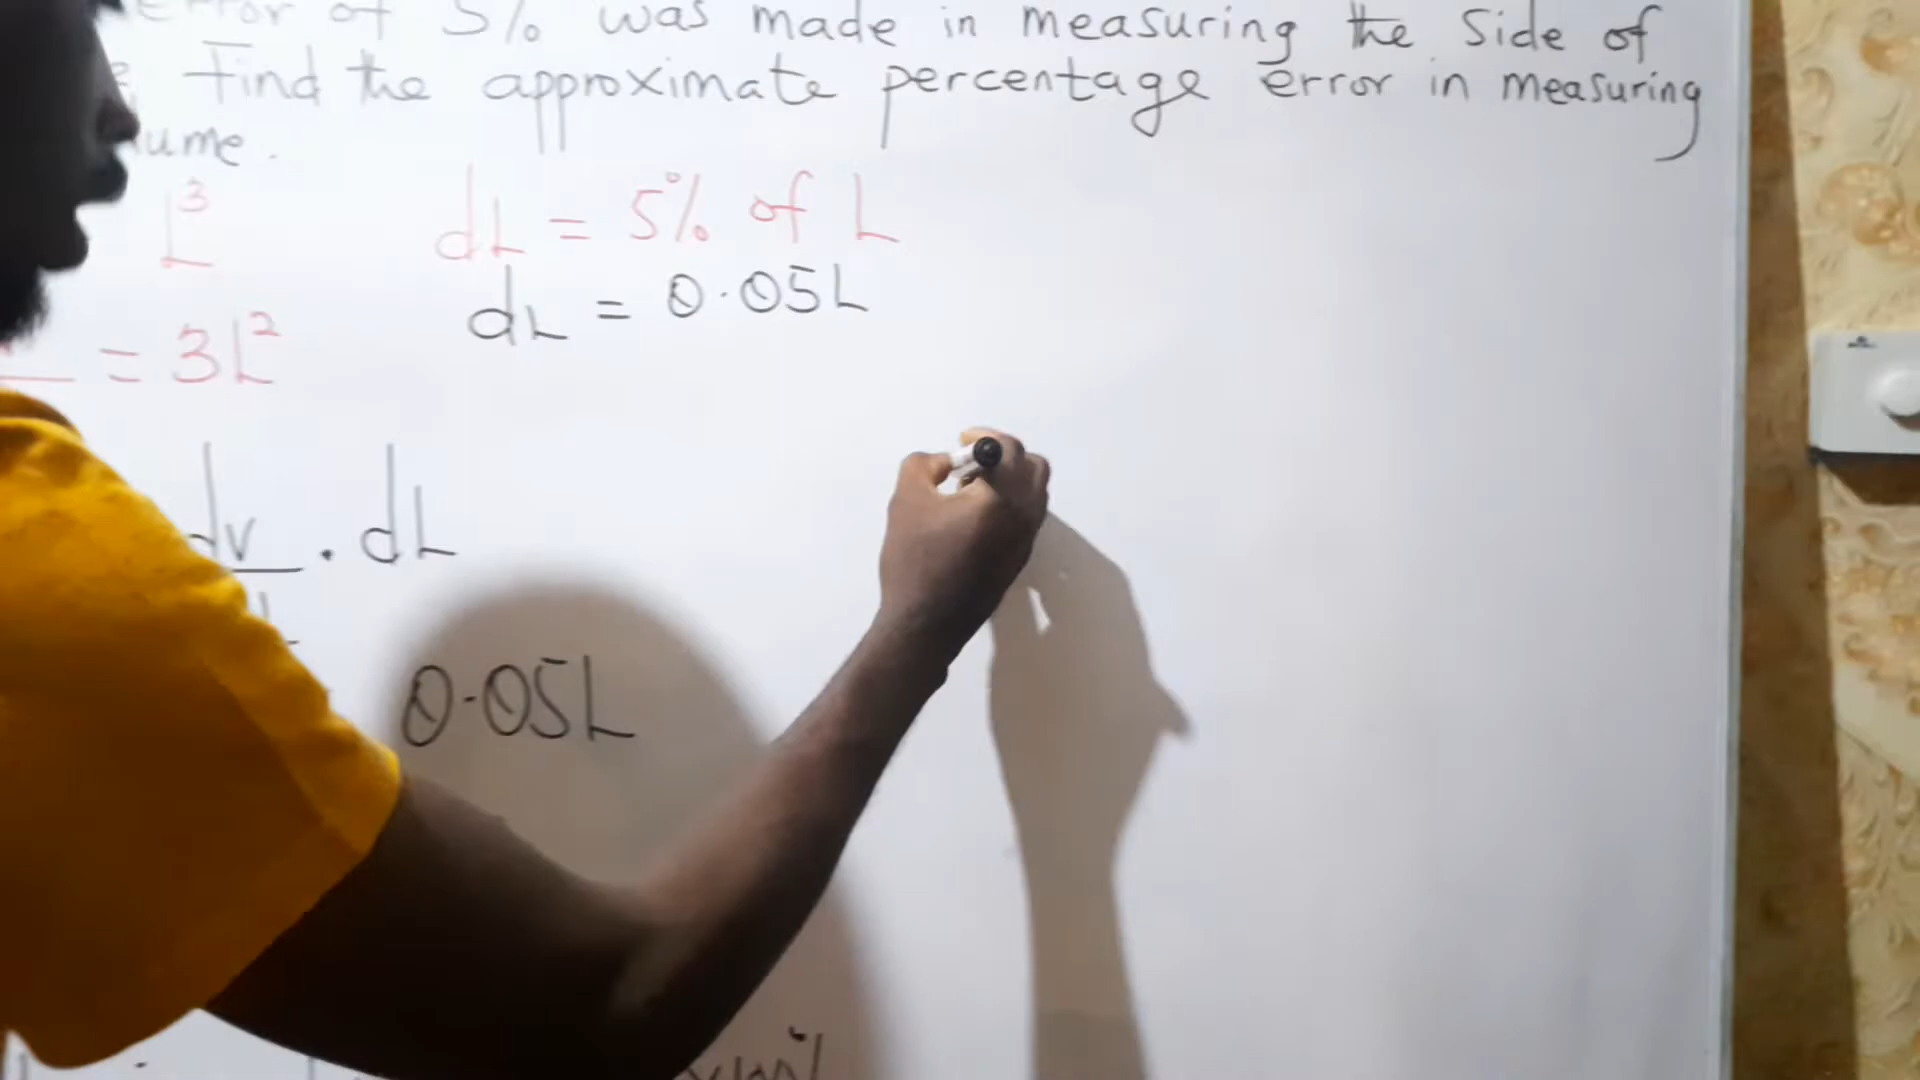 error of 5% was made in measuring the side of
Find the approximate percentage error in measuring
ume.
L³ dL = 5% of L
dL = 0.05L
= 3L²
dv . dL
0.05L